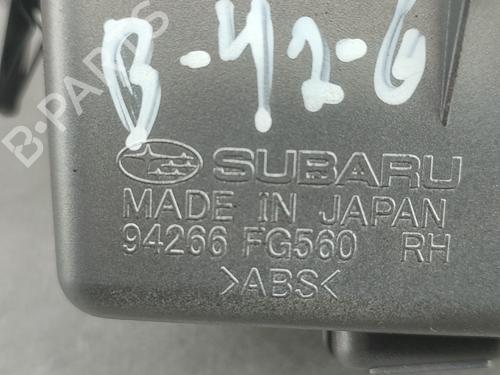 B-42-6
B-PARTS
SUBARU
MADE IN JAPAN
94266 FG560 RH
>ABS<